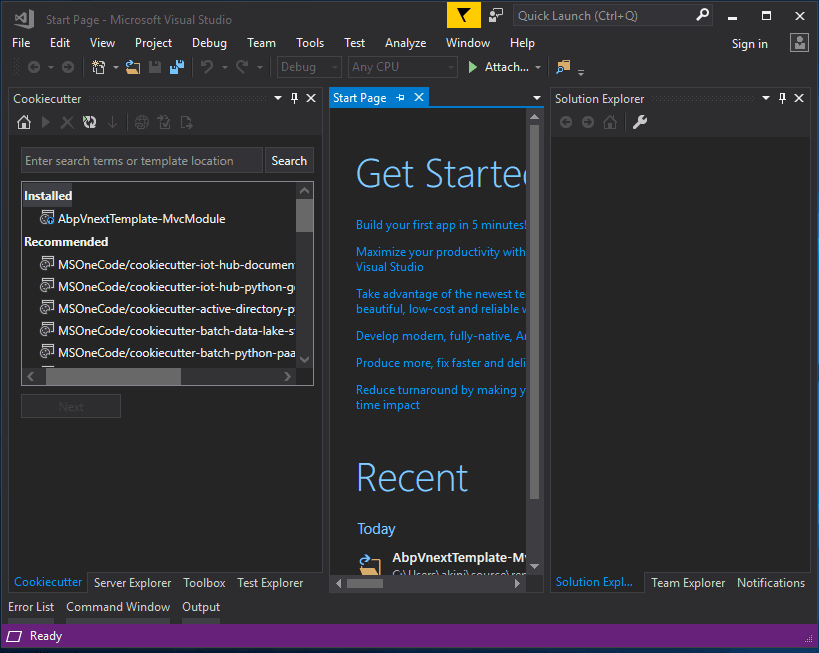 Start Page - Microsoft Visual Studio
Quick Launch (Ctrl+Q)
File Edit View Project Debug Team Tools Test Analyze Window Help
Sign in
Debug
Any CPU
Attach...
Cookiecutter
Enter search terms or template location
Search
Installed
AbpVnextTemplate-MvcModule
Recommended
MSOneCode/cookiecutter-iot-hub-documen
MSOneCode/cookiecutter-iot-hub-python-g
MSOneCode/cookiecutter-active-directory-p
MSOneCode/cookiecutter-batch-data-lake-s
MSOneCode/cookiecutter-batch-python-paa
Next
Cookiecutter Server Explorer Toolbox Test Explorer
Start Page
Get Starte
Build your first app in 5 minutes!
Maximize your productivity with
Visual Studio
Take advantage of the newest te
beautiful, low-cost and reliable
Develop modern, fully-native, A
Produce more, fix faster and deli
Reduce turnaround by making y
time impact
Recent
Today
AbpVnextTemplate-M
Solution Explorer
Solution Expl... Team Explorer Notifications
Error List Command Window Output
Ready